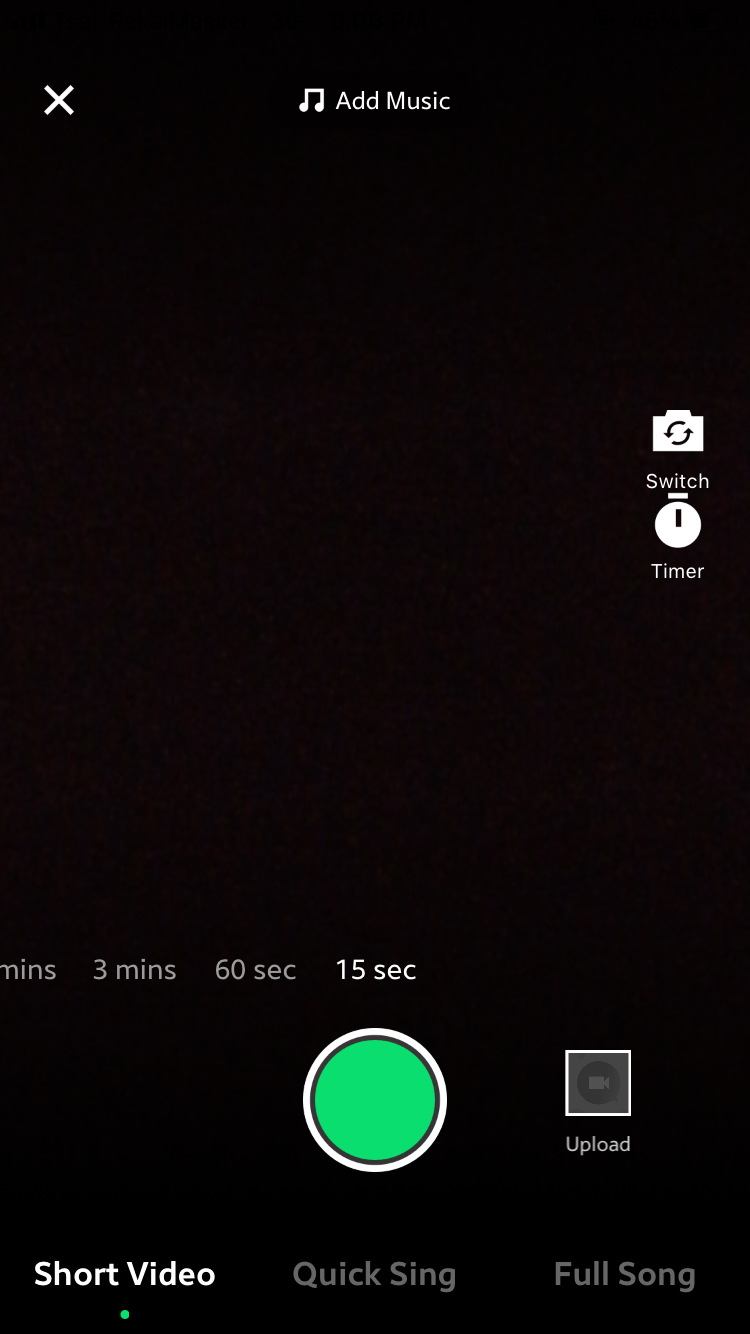 Add Music
Switch
Timer
mins 3 mins 60 sec 15 sec
Upload
Short Video Quick Sing Full Song